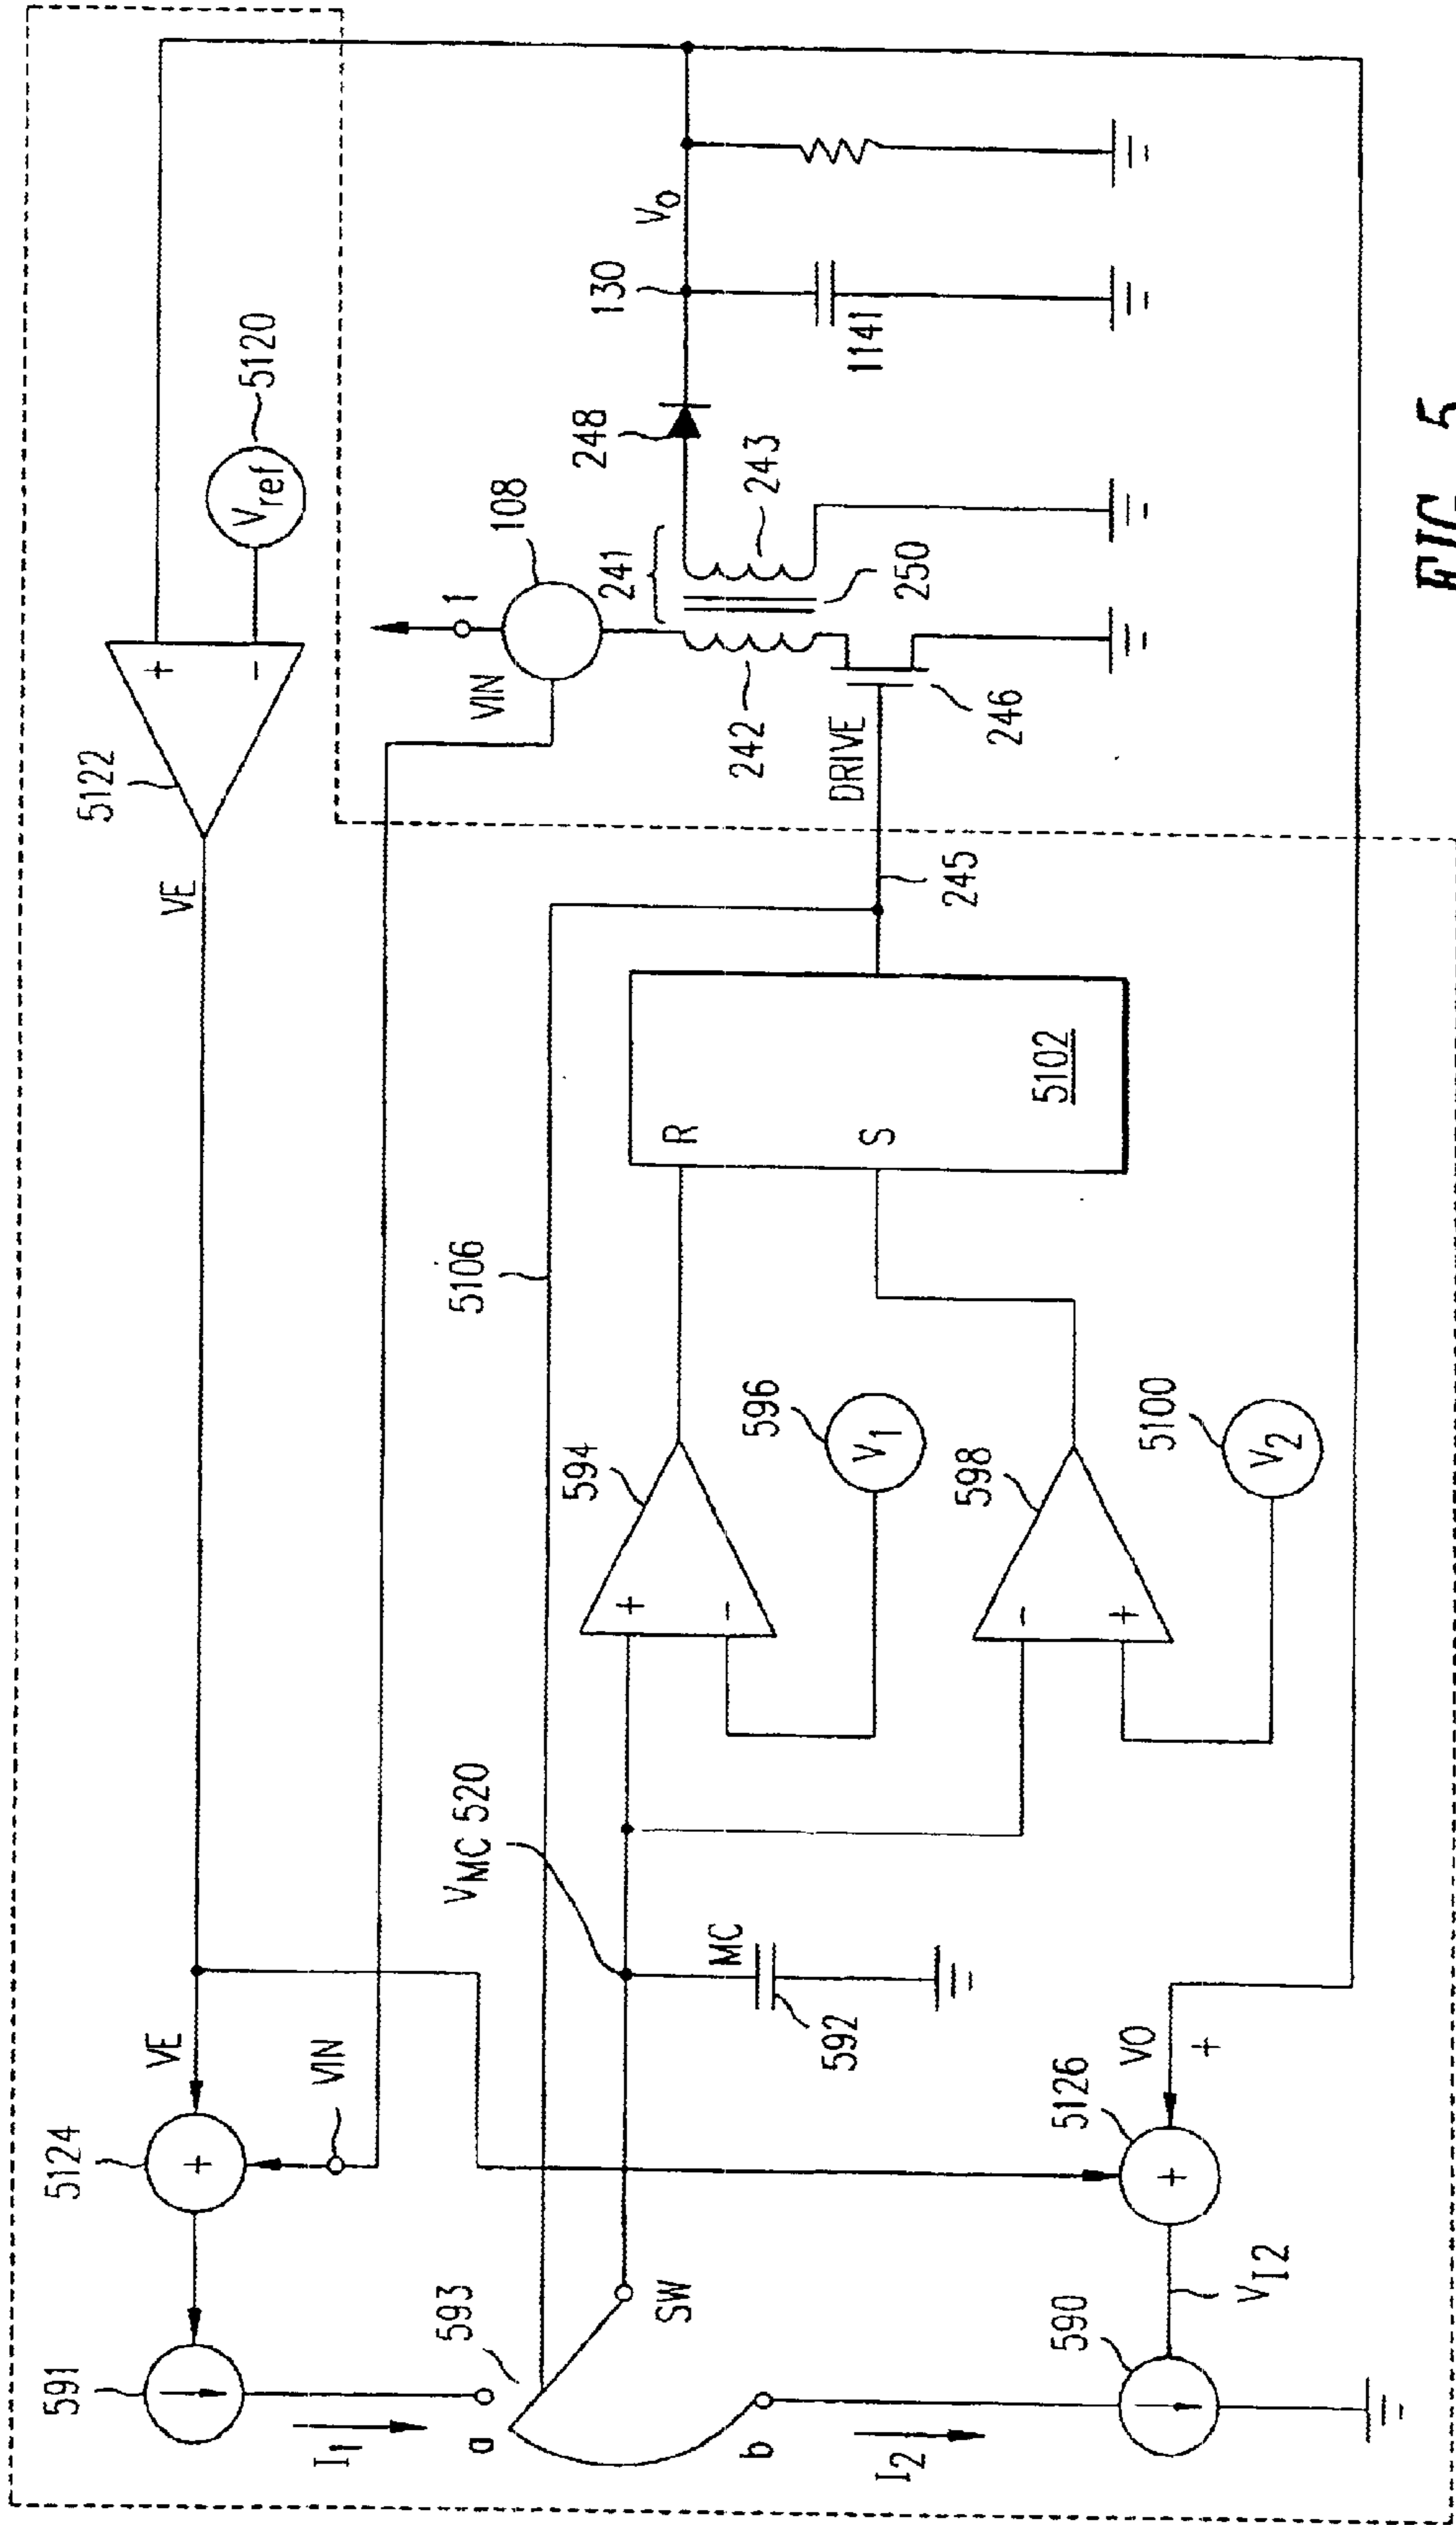 5120
Vref
+
-
5122
VE
VE
5124
+
VIN
591
I1
a
593
SW
b
I2
590
VI2
5126
+
VO
+
VMC 520
MC
592
5106
594
+
-
596
V1
598
-
+
5100
V2
R
S
5102
245
DRIVE
246
242
VIN
108
1
241
250
243
248
130
Vo
1141
FIG. 5